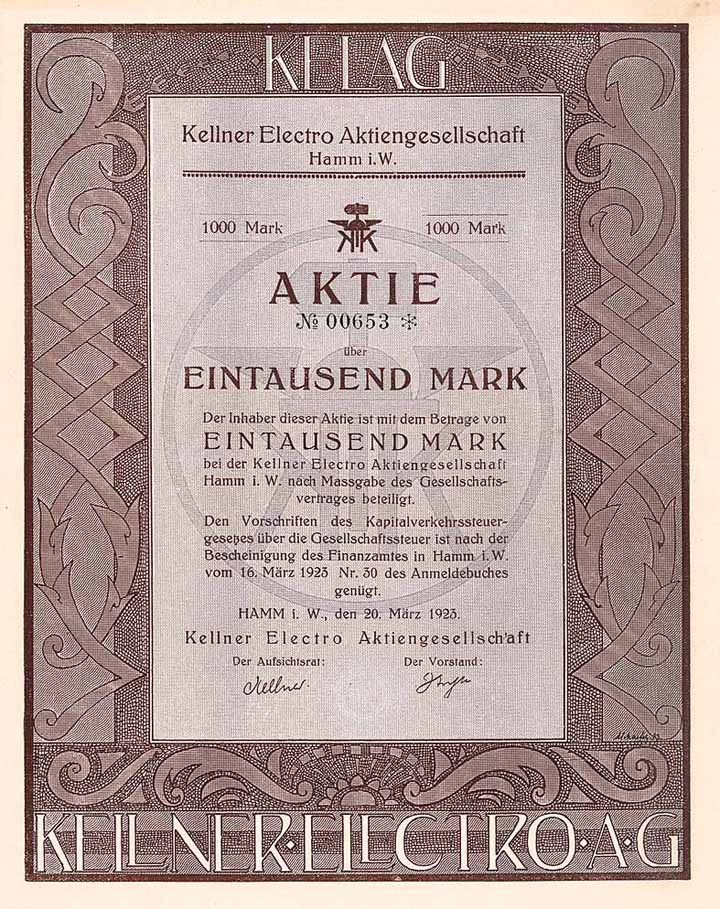 KELAG
Kellner Electro Aktiengesellschaft
Hamm i.W.
1000 Mark
1000 Mark
KK
AKTIE
№ 00653 ✻
über
EINTAUSEND MARK
Der Inhaber dieser Aktie ist mit dem Betrage von
EINTAUSEND MARK
bei der Kellner Electro Aktiengesellschaft
Hamm i. W. nach Massgabe des Gesellschafts-
vertrages beteiligt.
Den Vorschriften des Kapitalverkehrssteuer-
gesetzes über die Gesellschaftssteuer ist nach der
Bescheinigung des Finanzamtes in Hamm i. W.
vom 16. März 1923 Nr. 30 des Anmeldebuches
genügt.
HAMM i. W., den 20. März 1923.
Kellner Electro Aktiengesellschaft
Der Aufsichtsrat:
Der Vorstand:
Kellner.
KELLNER·ELECTRO·A·G